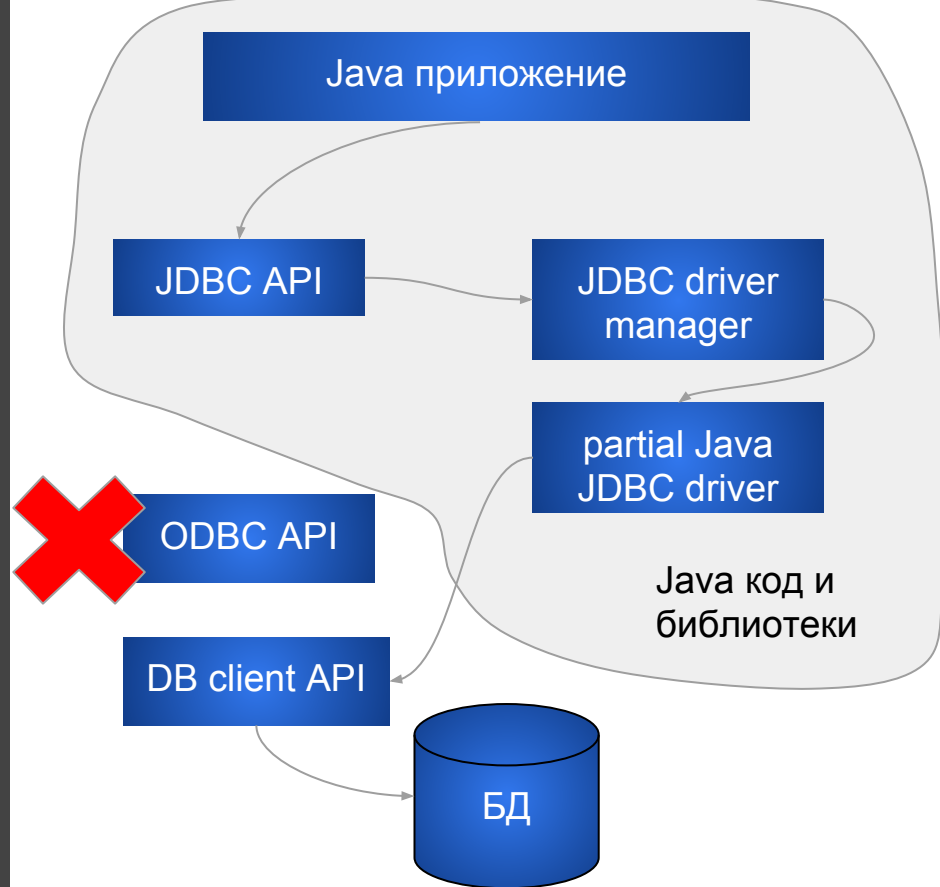 Java приложение
JDBC API
JDBC driver
manager
partial Java
JDBC driver
ODBC API
Java код и
библиотеки
DB client API
БД